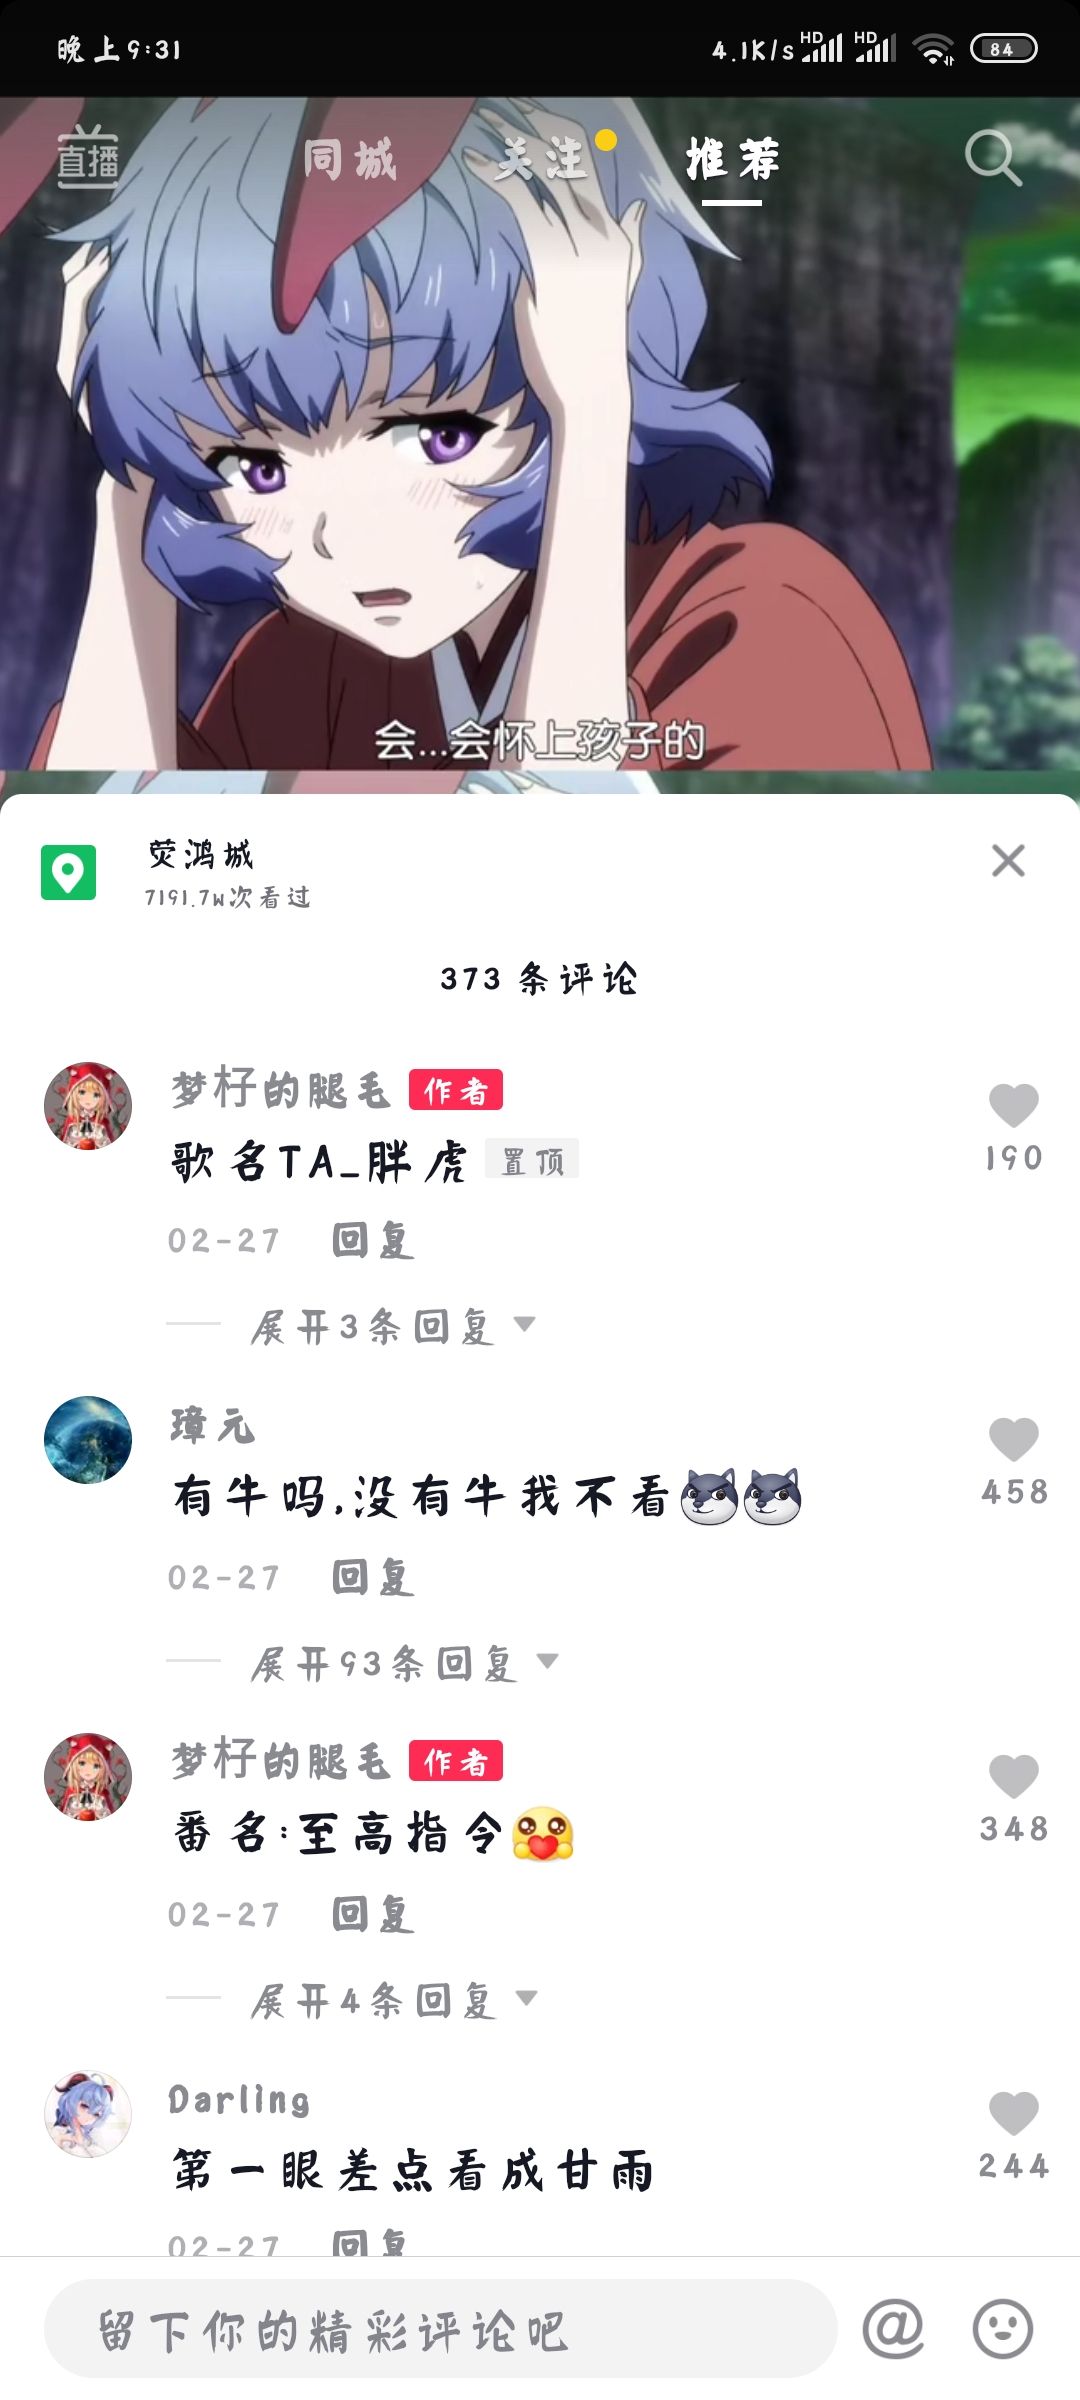 晚上9:31
4.1K/s HD HD 84
直播 同城 关注 推荐
会...会怀上孩子的
荧鸿城
7191.7w次看过
373 条评论
梦杍的腿毛 作者
歌名TA_胖虎 置顶
190
02-27 回复
展开3条回复
璋元
有牛吗,没有牛我不看
458
02-27 回复
展开93条回复
梦杍的腿毛 作者
番名:至高指令
348
02-27 回复
展开4条回复
Darling
第一眼差点看成甘雨
244
02-27 回复
留下你的精彩评论吧 @